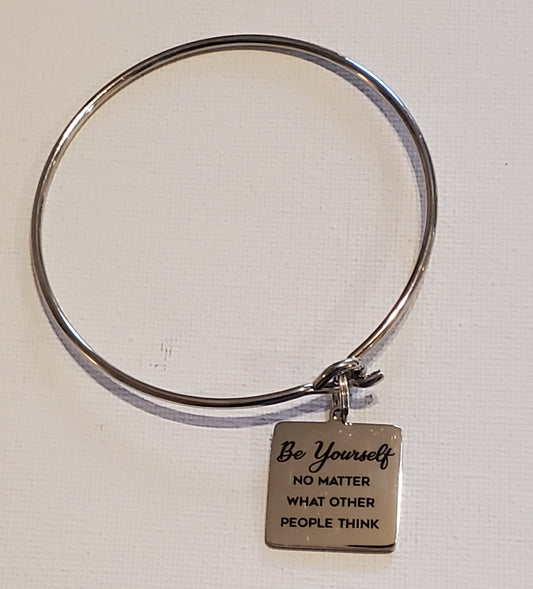 Be Yourself
NO MATTER
WHAT OTHER
PEOPLE THINK